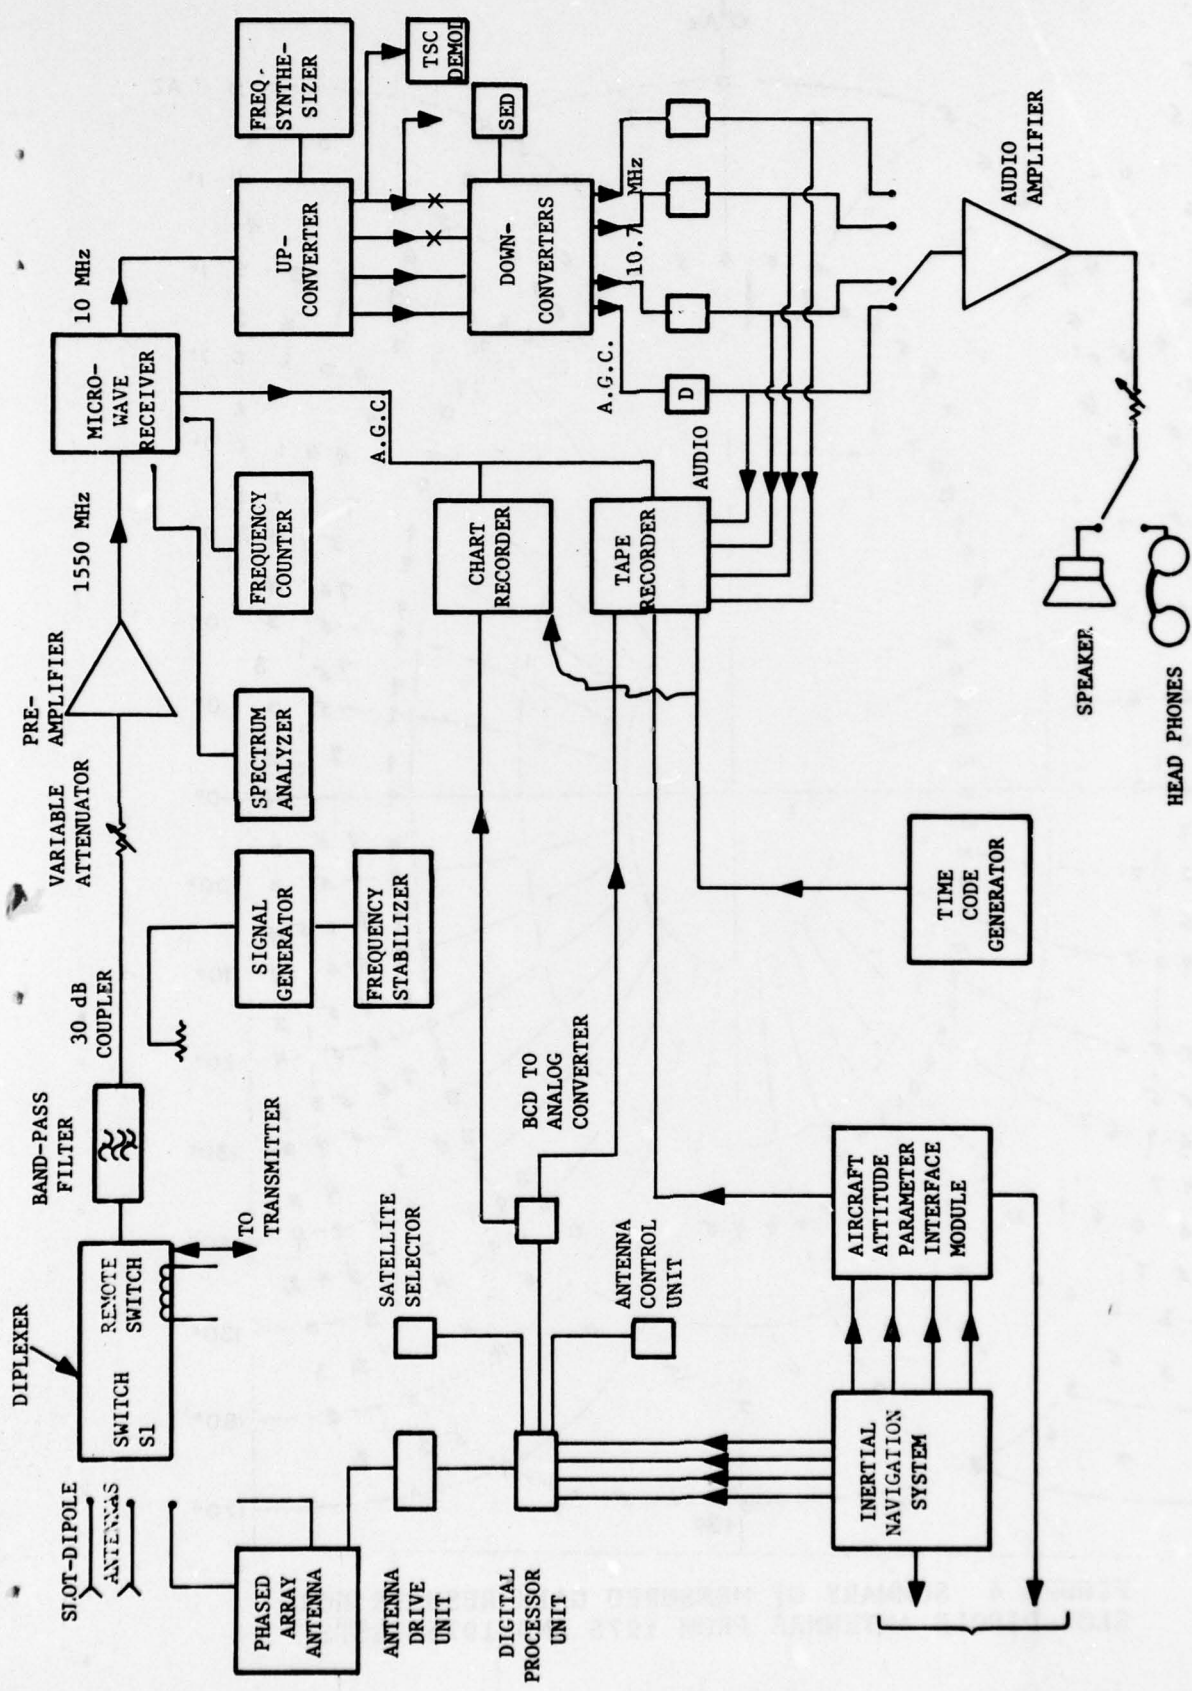 SLOT-DIPOLE
ANTENNAS
DIPLEXER
SWITCH
S1
REMOTE
SWITCH
TO
TRANSMITTER
BAND-PASS
FILTER
30 dB
COUPLER
VARIABLE
ATTENUATOR
PRE-
AMPLIFIER
1550 MHz
MICRO-
WAVE
RECEIVER
10 MHz
PHASED
ARRAY
ANTENNA
SIGNAL
GENERATOR
FREQUENCY
STABILIZER
SPECTRUM
ANALYZER
FREQUENCY
COUNTER
A.G.C.
UP-
CONVERTER
FREQ.
SYNTHE-
SIZER
TSC
DEMOD
SED
DOWN-
CONVERTERS
ANTENNA
DRIVE
UNIT
SATELLITE
SELECTOR
DIGITAL
PROCESSOR
UNIT
BCD TO
ANALOG
CONVERTER
ANTENNA
CONTROL
UNIT
CHART
RECORDER
TAPE
RECORDER
AUDIO
A.G.C.
10.7 MHz
D
INERTIAL
NAVIGATION
SYSTEM
AIRCRAFT
ATTITUDE
PARAMETER
INTERFACE
MODULE
TIME
CODE
GENERATOR
AUDIO
AMPLIFIER
SPEAKER
HEAD PHONES